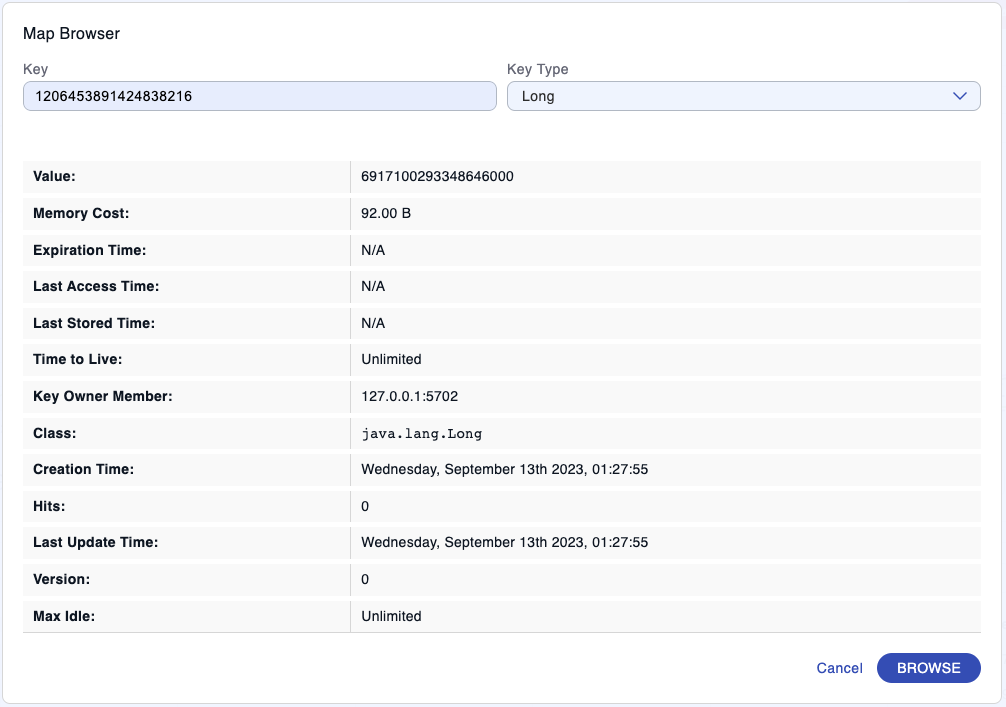 Map Browser
Key Key Type
1206453891424838216 Long
Value: 6917100293348646000
Memory Cost: 92.00 B
Expiration Time: N/A
Last Access Time: N/A
Last Stored Time: N/A
Time to Live: Unlimited
Key Owner Member: 127.0.0.1:5702
Class: java.lang.Long
Creation Time: Wednesday, September 13th 2023, 01:27:55
Hits: 0
Last Update Time: Wednesday, September 13th 2023, 01:27:55
Version: 0
Max Idle: Unlimited
Cancel BROWSE